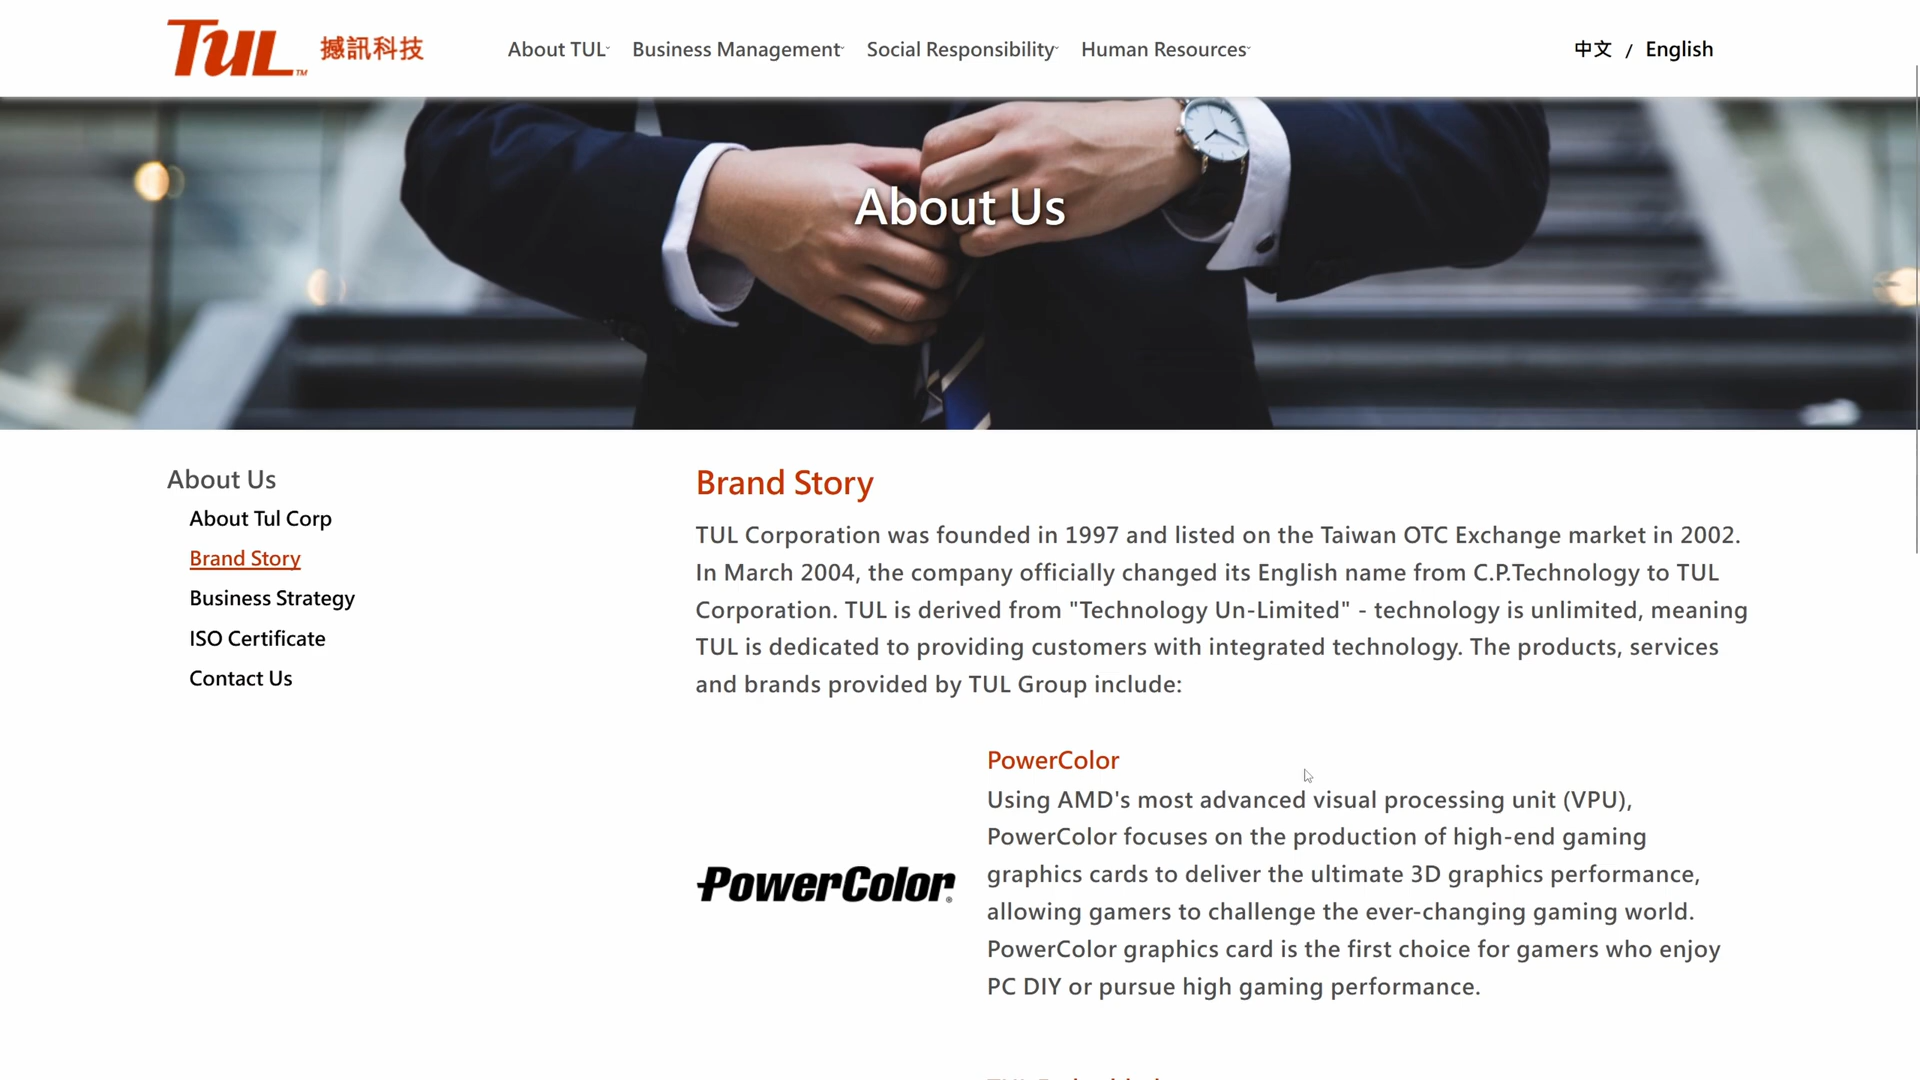 TUL™ 撼訊科技
About TUL
Business Management
Social Responsibility
Human Resources
中文 / English
About Us
About Us
About Tul Corp
Brand Story
Business Strategy
ISO Certificate
Contact Us
Brand Story
TUL Corporation was founded in 1997 and listed on the Taiwan OTC Exchange market in 2002.
In March 2004, the company officially changed its English name from C.P.Technology to TUL
Corporation. TUL is derived from "Technology Un-Limited" - technology is unlimited, meaning
TUL is dedicated to providing customers with integrated technology. The products, services
and brands provided by TUL Group include:
PowerColor®
PowerColor
Using AMD's most advanced visual processing unit (VPU),
PowerColor focuses on the production of high-end gaming
graphics cards to deliver the ultimate 3D graphics performance,
allowing gamers to challenge the ever-changing gaming world.
PowerColor graphics card is the first choice for gamers who enjoy
PC DIY or pursue high gaming performance.